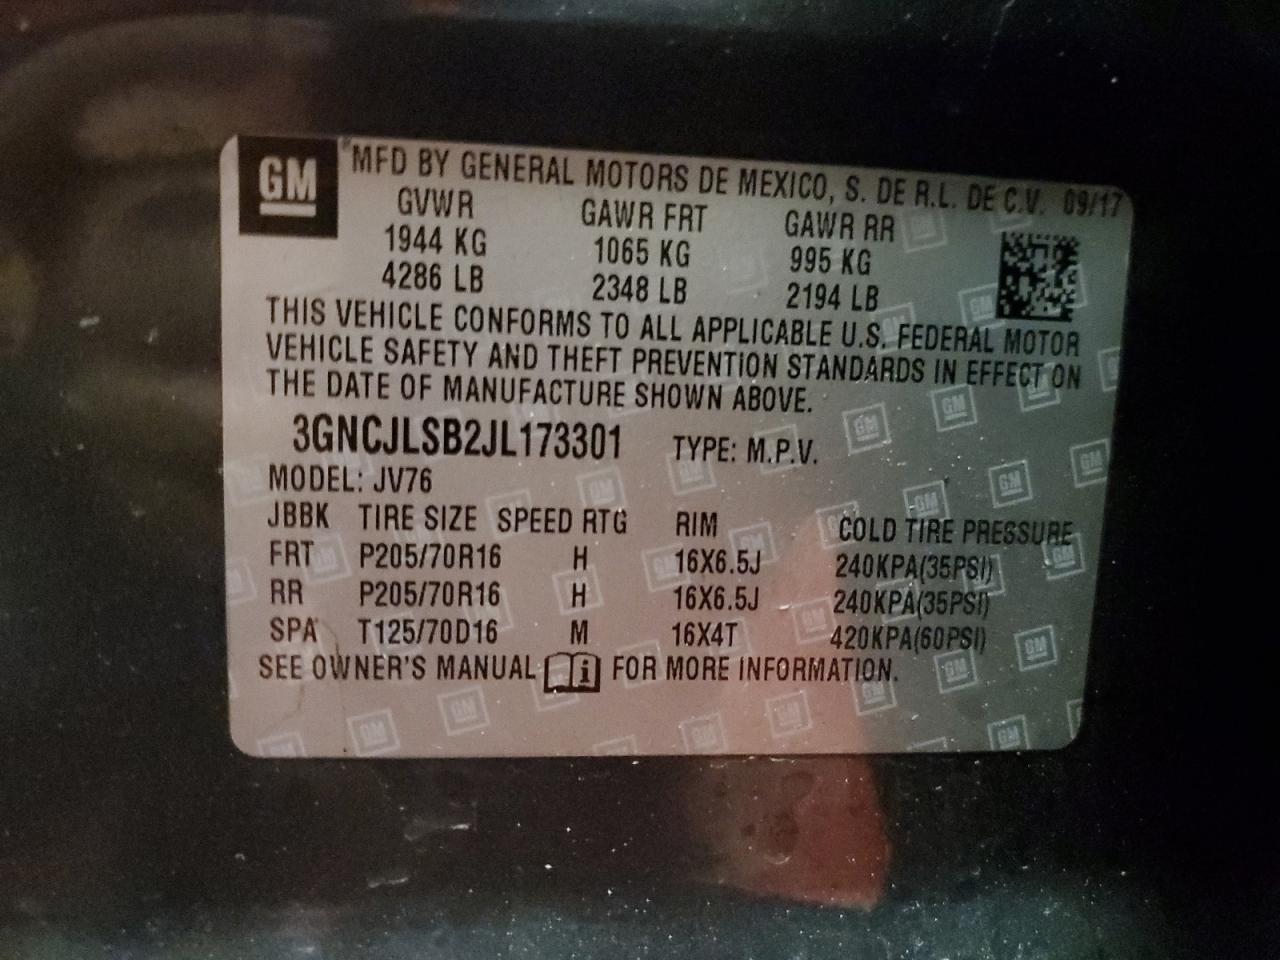 GM MFD BY GENERAL MOTORS DE MEXICO, S. DE R.L. DE C.V. 09/17
GVWR GAWR FRT GAWR RR
1944 KG 1065 KG 995 KG
4286 LB 2348 LB 2194 LB
THIS VEHICLE CONFORMS TO ALL APPLICABLE U.S. FEDERAL MOTOR
VEHICLE SAFETY AND THEFT PREVENTION STANDARDS IN EFFECT ON
THE DATE OF MANUFACTURE SHOWN ABOVE.
3GNCJLSB2JL173301 TYPE: M.P.V.
MODEL: JV76
JBBK TIRE SIZE SPEED RTG RIM COLD TIRE PRESSURE
FRT P205/70R16 H 16X6.5J 240KPA(35PSI)
RR P205/70R16 H 16X6.5J 240KPA(35PSI)
SPA T125/70D16 M 16X4T 420KPA(60PSI)
SEE OWNER'S MANUAL FOR MORE INFORMATION.